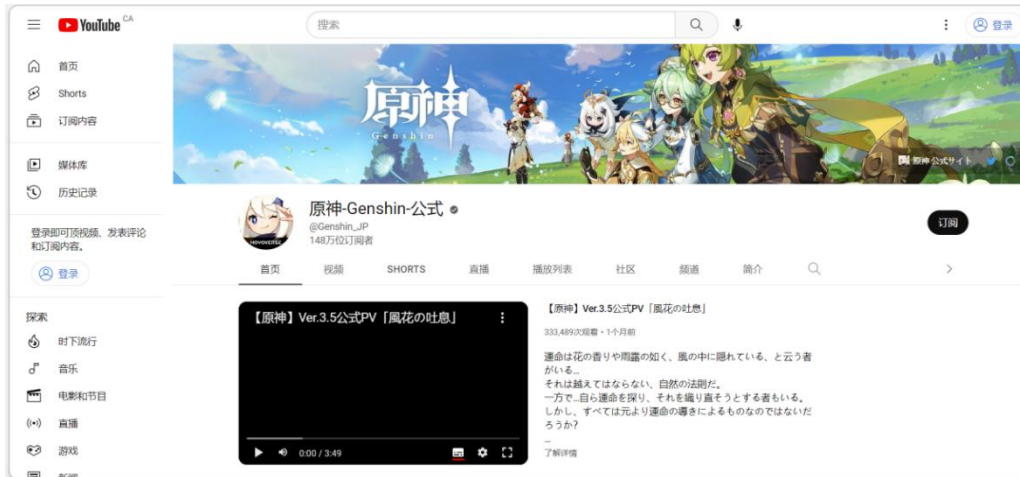 YouTube CA
搜索
登录
首页
Shorts
订阅内容
媒体库
历史记录
登录即可顶视频、发表评论
和订阅内容。
登录
探索
时下流行
音乐
电影和节目
直播
游戏
原神
Genshin
原神公式サイト
HOYOVERSE
原神-Genshin-公式
@Genshin_JP
148万位订阅者
订阅
首页 视频 SHORTS 直播 播放列表 社区 频道 简介
【原神】Ver.3.5公式PV「風花の吐息」
0:00 / 3:49
【原神】Ver.3.5公式PV「風花の吐息」
333,489次观看・1个月前
運命は花の香りや雨露の如く、風の中に隠れている、と云う者
がいる…
それは越えてはならない、自然の法則だ。
一方で…自ら運命を探り、それを織り直そうとする者もいる。
しかし、すべては元より運命の導きによるものなのではないだ
ろうか?
...
了解详情